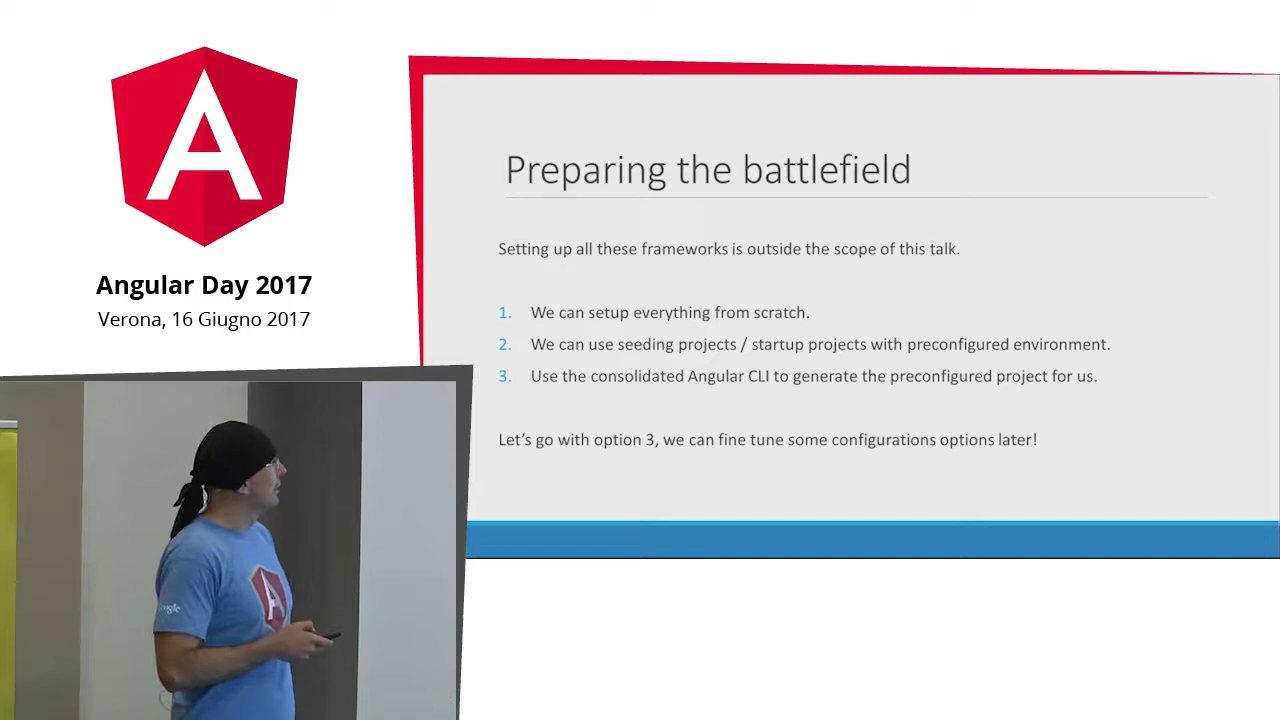 A
Angular Day 2017
Verona, 16 Giugno 2017
Preparing the battlefield
Setting up all these frameworks is outside the scope of this talk.
1. We can setup everything from scratch.
2. We can use seeding projects / startup projects with preconfigured environment.
3. Use the consolidated Angular CLI to generate the preconfigured project for us.
Let's go with option 3, we can fine tune some configurations options later!
A